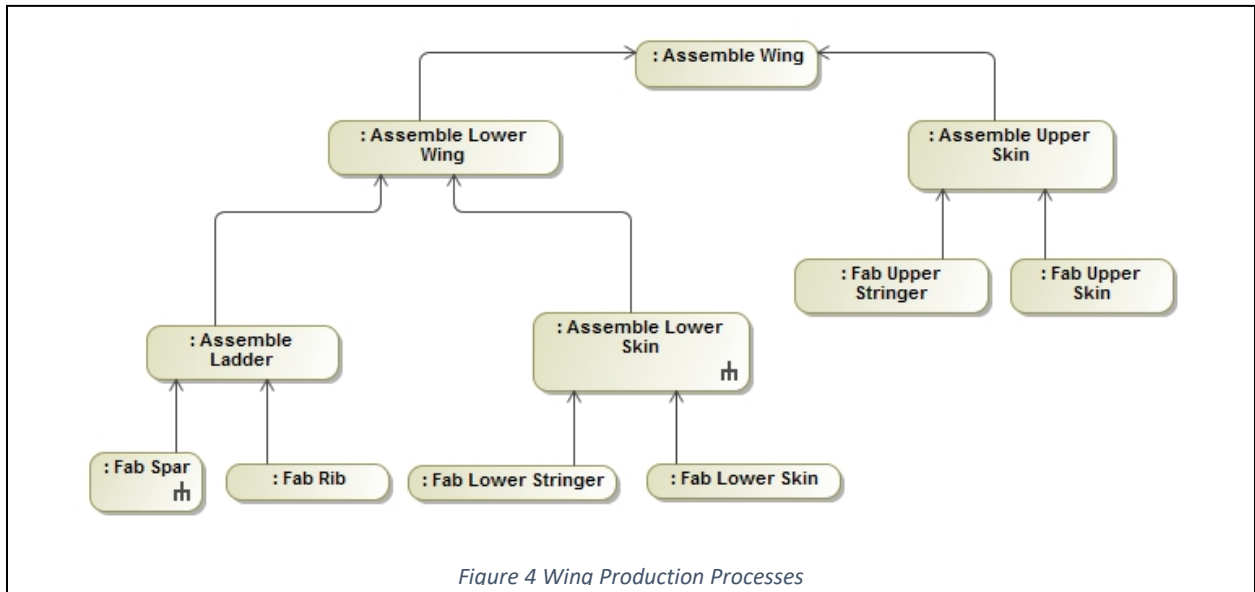 : Assemble Wing
: Assemble Lower
Wing
: Assemble Upper
Skin
: Fab Upper
Stringer
: Fab Upper
Skin
: Assemble
Ladder
: Assemble Lower
Skin
: Fab Spar
: Fab Rib
: Fab Lower Stringer
: Fab Lower Skin
Figure 4 Wing Production Processes